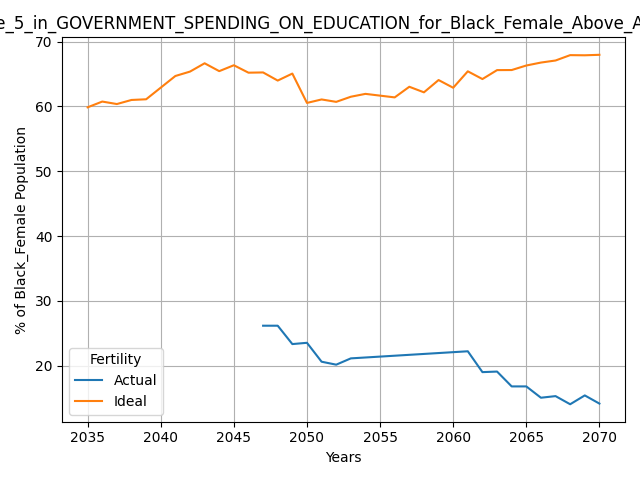 e_5_in_GOVERNMENT_SPENDING_ON_EDUCATION_for_Black_Female_Above_A
70
60
50
40
30
20
% of Black_Female Population
Fertility
Actual
Ideal
2035 2040 2045 2050 2055 2060 2065 2070
Years